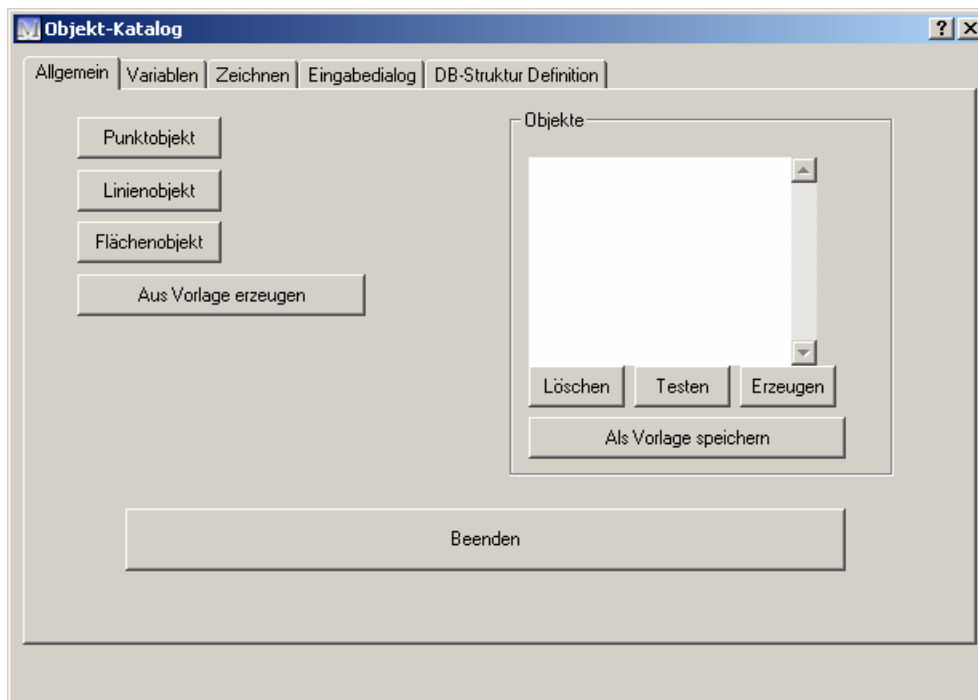 Objekt-Katalog
Allgemein Variablen Zeichnen Eingabedialog DB-Struktur Definition
Punktobjekt
Linienobjekt
Flächenobjekt
Aus Vorlage erzeugen
Objekte
Löschen Testen Erzeugen
Als Vorlage speichern
Beenden